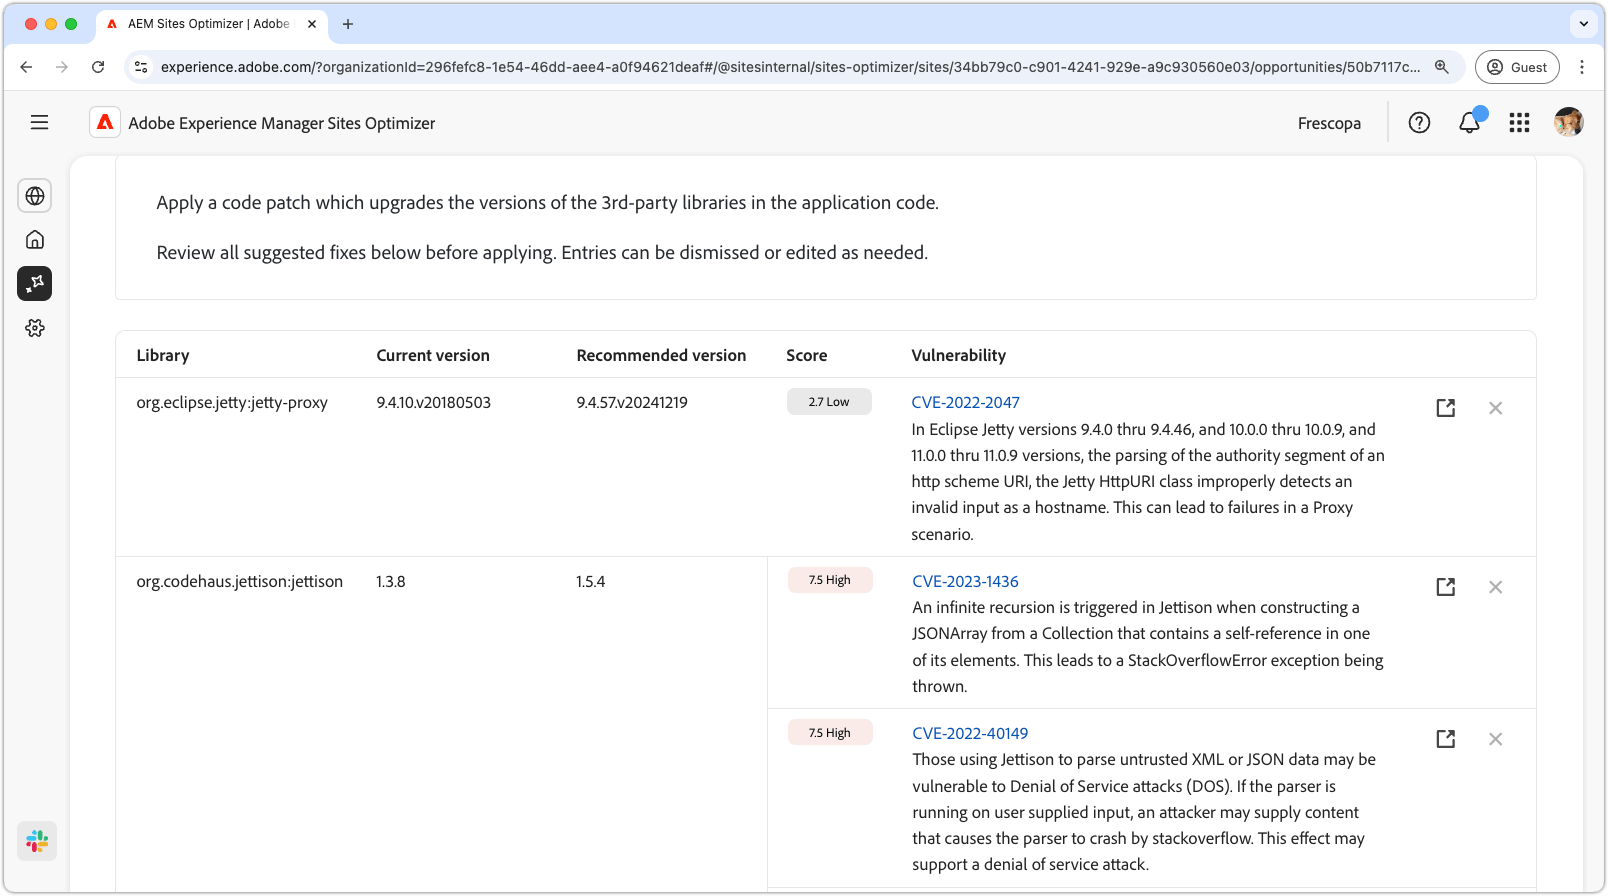 AEM Sites Optimizer | Adobe
experience.adobe.com/?organizationId=296fefc8-1e54-46dd-aee4-a0f94621deaf#/@sitesinternal/sites-optimizer/sites/34bb79c0-c901-4241-929e-a9c930560e03/opportunities/50b7117c...
Guest
Adobe Experience Manager Sites Optimizer
Frescopa
Apply a code patch which upgrades the versions of the 3rd-party libraries in the application code.
Review all suggested fixes below before applying. Entries can be dismissed or edited as needed.
Library Current version Recommended version Score Vulnerability
org.eclipse.jetty:jetty-proxy 9.4.10.v20180503 9.4.57.v20241219 2.7 Low CVE-2022-2047
In Eclipse Jetty versions 9.4.0 thru 9.4.46, and 10.0.0 thru 10.0.9, and
11.0.0 thru 11.0.9 versions, the parsing of the authority segment of an
http scheme URI, the Jetty HttpURI class improperly detects an
invalid input as a hostname. This can lead to failures in a Proxy
scenario.
org.codehaus.jettison:jettison 1.3.8 1.5.4 7.5 High CVE-2023-1436
An infinite recursion is triggered in Jettison when constructing a
JSONArray from a Collection that contains a self-reference in one
of its elements. This leads to a StackOverflowError exception being
thrown.
7.5 High CVE-2022-40149
Those using Jettison to parse untrusted XML or JSON data may be
vulnerable to Denial of Service attacks (DOS). If the parser is
running on user supplied input, an attacker may supply content
that causes the parser to crash by stackoverflow. This effect may
support a denial of service attack.